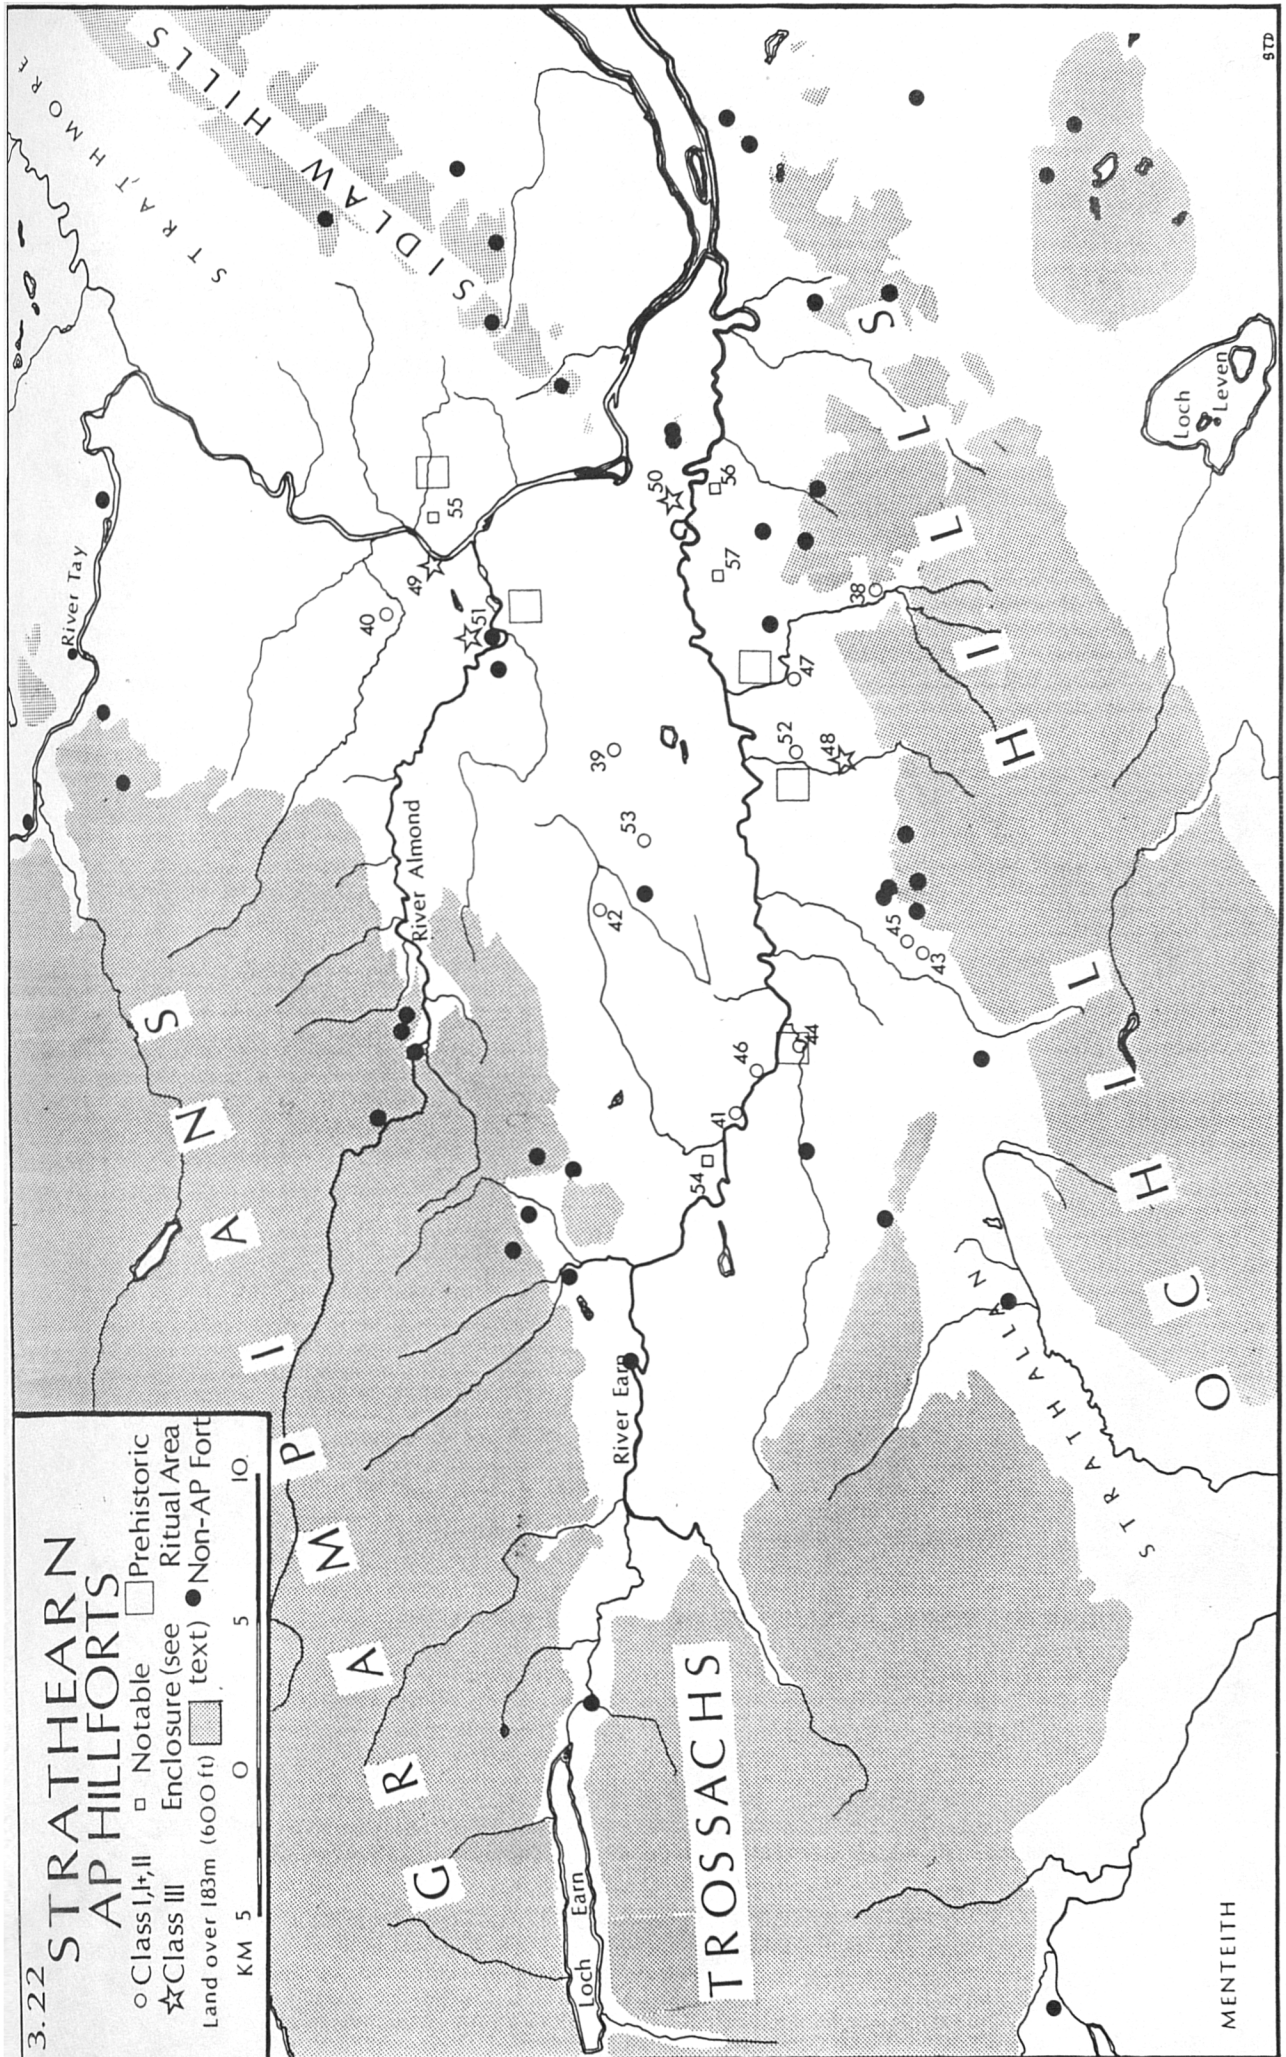 3.22
STRATHEARN
AP HILLFORTS
Class I,I+,II
Notable
Prehistoric
Class III
Enclosure (see
Ritual Area
Land over 183m (600ft)
text)
Non-AP Fort
KM 5 0 5 10.
GRAMPIANS
STRATHMORE
SIDLAW HILLS
River Tay
River Almond
River Earn
Loch Earn
TROSSACHS
MENTEITH
STRATHALLAN
OCHIL HILLS
Loch
Leven
38
39
40
41
42
43
44
45
46
47
48
49
50
51
52
53
54
55
56
57